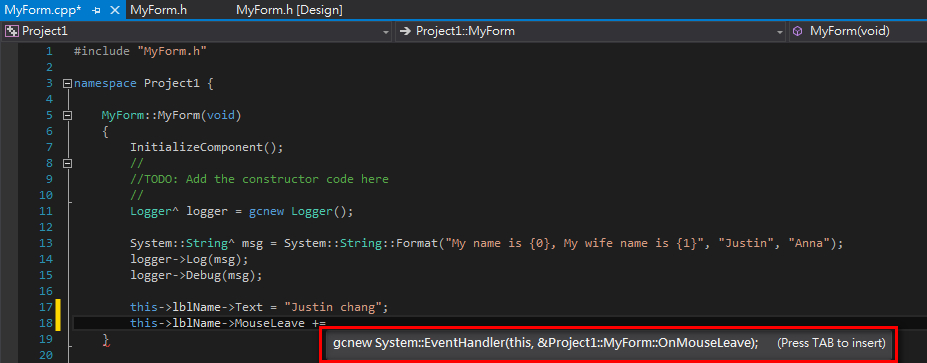 MyForm.cpp* MyForm.h MyForm.h [Design]
Project1 Project1::MyForm MyForm(void)
1 #include "MyForm.h"
2
3 namespace Project1 {
4
5 MyForm::MyForm(void)
6 {
7 InitializeComponent();
8 //
9 //TODO: Add the constructor code here
10 //
11 Logger^ logger = gcnew Logger();
12
13 System::String^ msg = System::String::Format("My name is {0}, My wife name is {1}", "Justin", "Anna");
14 logger->Log(msg);
15 logger->Debug(msg);
16
17 this->lblName->Text = "Justin chang";
18 this->lblName->MouseLeave +=
19 }
gcnew System::EventHandler(this, &Project1::MyForm::OnMouseLeave); (Press TAB to insert)
20